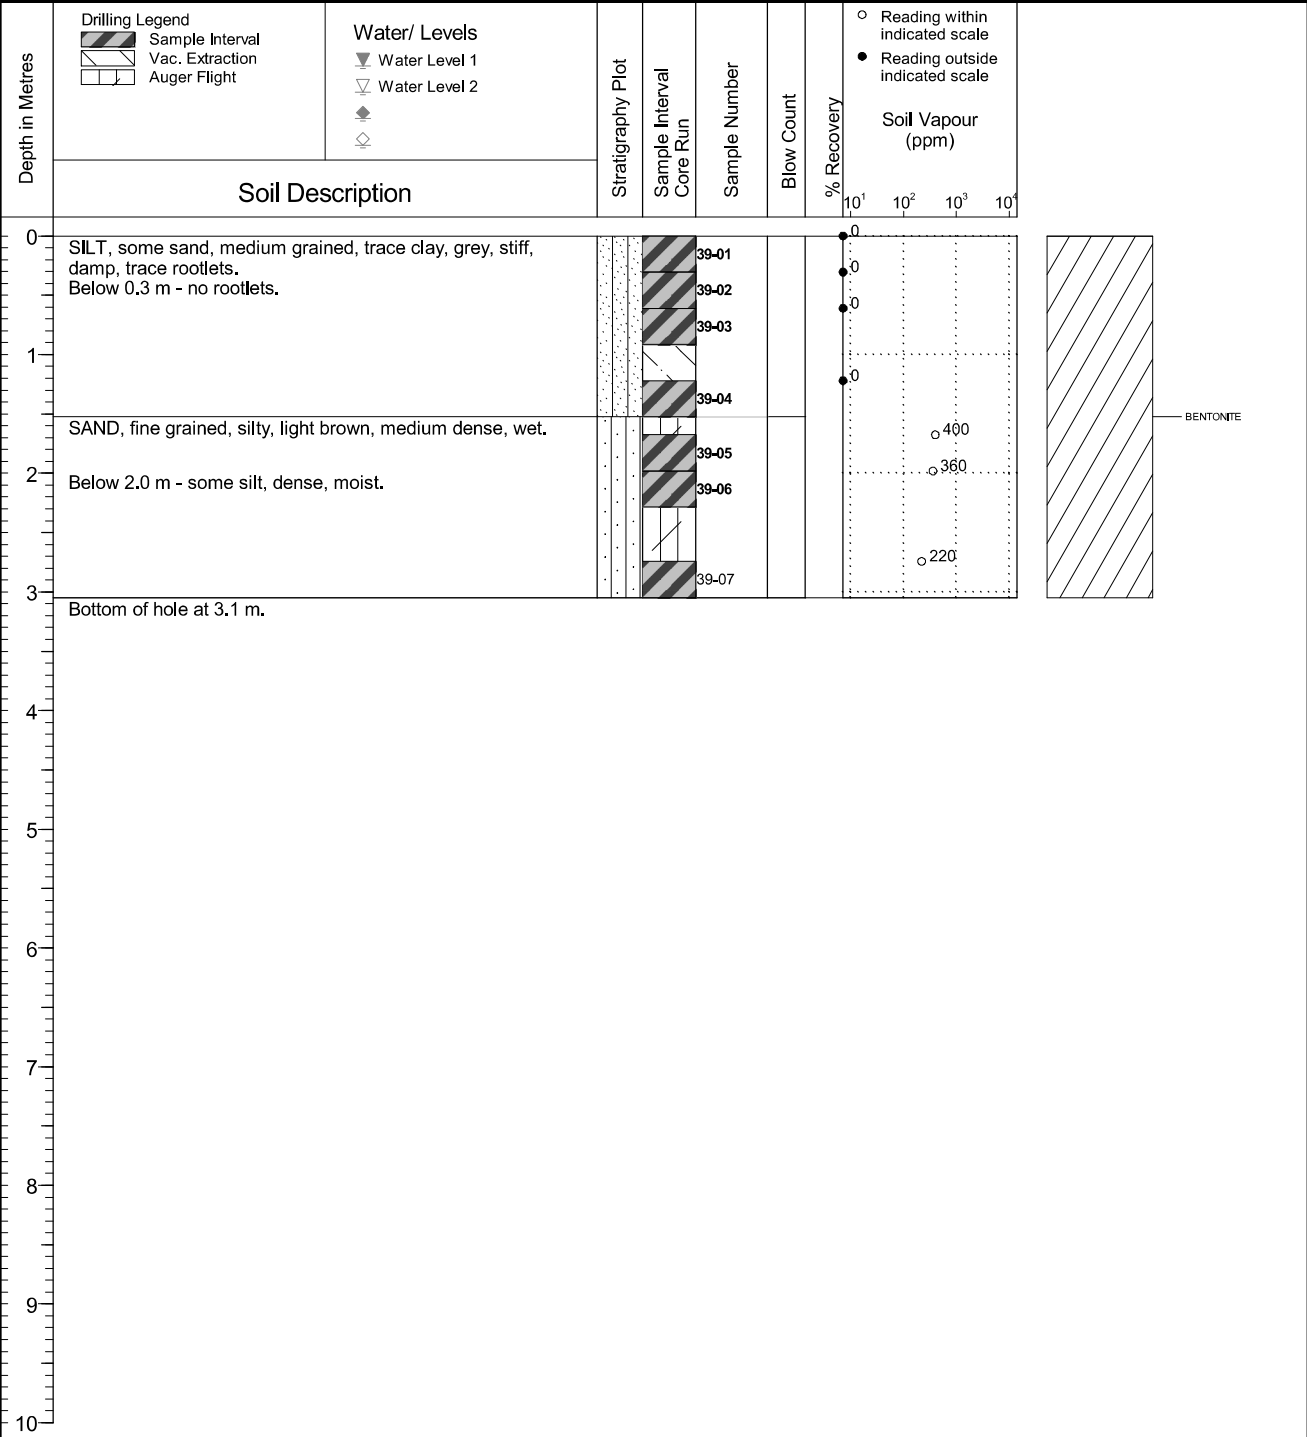 Depth in Metres
Drilling Legend
Sample Interval
Vac. Extraction
Auger Flight
Water/ Levels
Water Level 1
Water Level 2
Soil Description
Stratigraphy Plot
Sample Interval
Core Run
Sample Number
Blow Count
% Recovery
Reading within
indicated scale
Reading outside
indicated scale
Soil Vapour
(ppm)
10¹ 10² 10³ 10⁴
0
SILT, some sand, medium grained, trace clay, grey, stiff,
damp, trace rootlets.
Below 0.3 m - no rootlets.
39-01
39-02
39-03
39-04
0
0
0
0
1
SAND, fine grained, silty, light brown, medium dense, wet.
Below 2.0 m - some silt, dense, moist.
39-05
39-06
39-07
400
360
220
BENTONITE
2
3
Bottom of hole at 3.1 m.
4
5
6
7
8
9
10